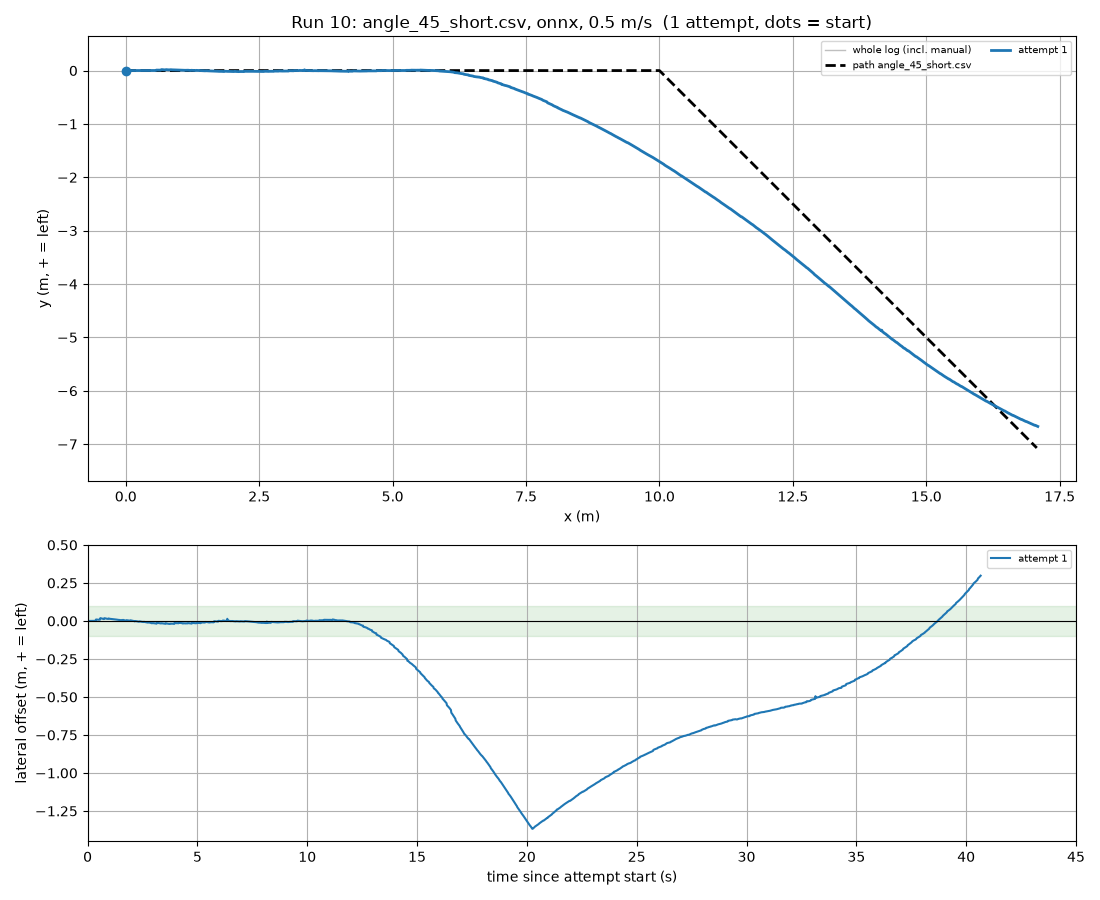 Run 10: angle_45_short.csv, onnx, 0.5 m/s  (1 attempt, dots = start)
whole log (incl. manual)
path angle_45_short.csv
attempt 1
y (m, + = left)
0
−1
−2
−3
−4
−5
−6
−7
0.0 2.5 5.0 7.5 10.0 12.5 15.0 17.5
x (m)
lateral offset (m, + = left)
0.50
0.25
0.00
−0.25
−0.50
−0.75
−1.00
−1.25
attempt 1
0 5 10 15 20 25 30 35 40 45
time since attempt start (s)